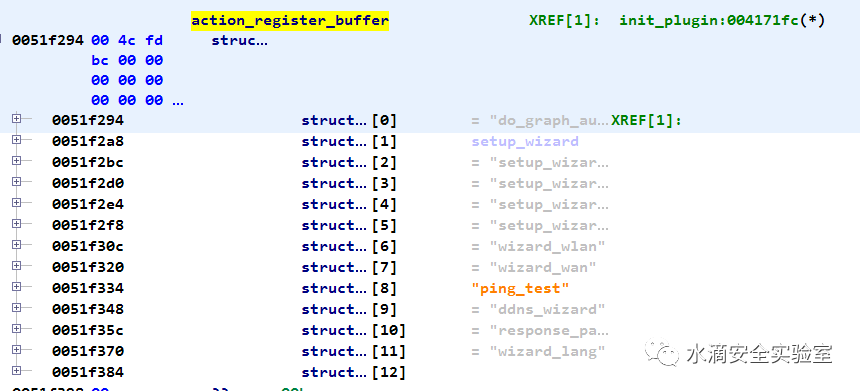 action_register_buffer XREF[1]: init_plugin:004171fc(*)
0051f294 00 4c fd struc…
bc 00 00
00 00 00
00 00 00 …
0051f294 struct…[0] = "do_graph_au…XREF[1]:
0051f2a8 struct…[1] setup_wizard
0051f2bc struct…[2] = "setup_wizar…
0051f2d0 struct…[3] = "setup_wizar…
0051f2e4 struct…[4] = "setup_wizar…
0051f2f8 struct…[5] = "setup_wizar…
0051f30c struct…[6] = "wizard_wlan"
0051f320 struct…[7] = "wizard_wan"
0051f334 struct…[8] "ping_test"
0051f348 struct…[9] = "ddns_wizard"
0051f35c struct…[10] = "response_pa…
0051f370 struct…[11] = "wizard_lang"
0051f384 struct…[12]
水滴安全实验室